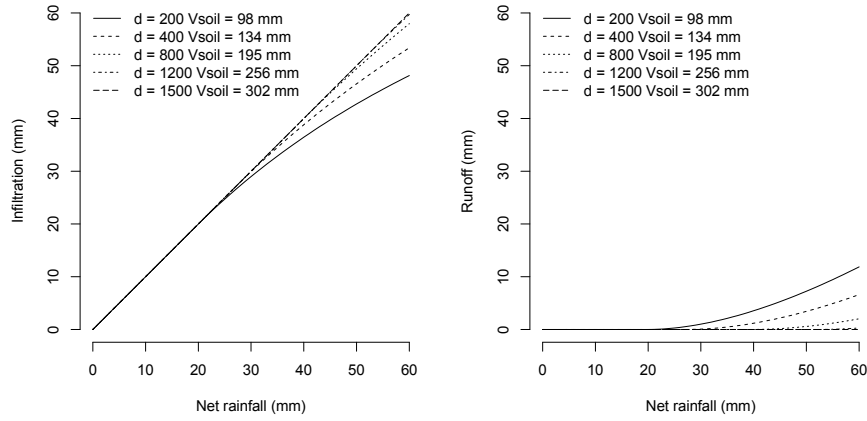 d = 200 Vsoil = 98 mm
d = 400 Vsoil = 134 mm
d = 800 Vsoil = 195 mm
d = 1200 Vsoil = 256 mm
d = 1500 Vsoil = 302 mm
60
50
40
30
20
10
0
Infiltration (mm)
0 10 20 30 40 50 60
Net rainfall (mm)
d = 200 Vsoil = 98 mm
d = 400 Vsoil = 134 mm
d = 800 Vsoil = 195 mm
d = 1200 Vsoil = 256 mm
d = 1500 Vsoil = 302 mm
60
50
40
30
20
10
0
Runoff (mm)
0 10 20 30 40 50 60
Net rainfall (mm)